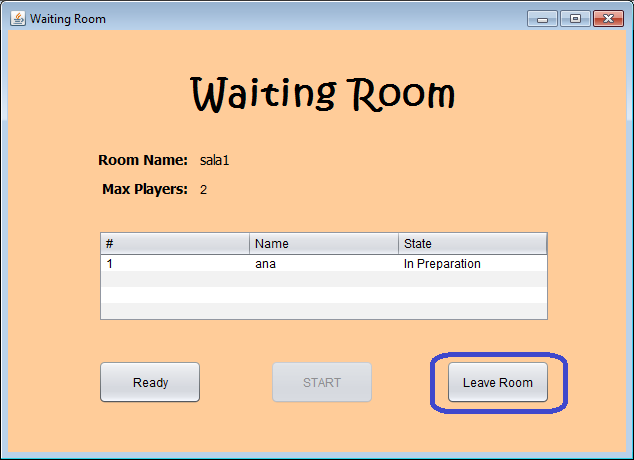 Waiting Room
Waiting Room
Room Name: sala1
Max Players: 2
# Name State
1 ana In Preparation
Ready START Leave Room